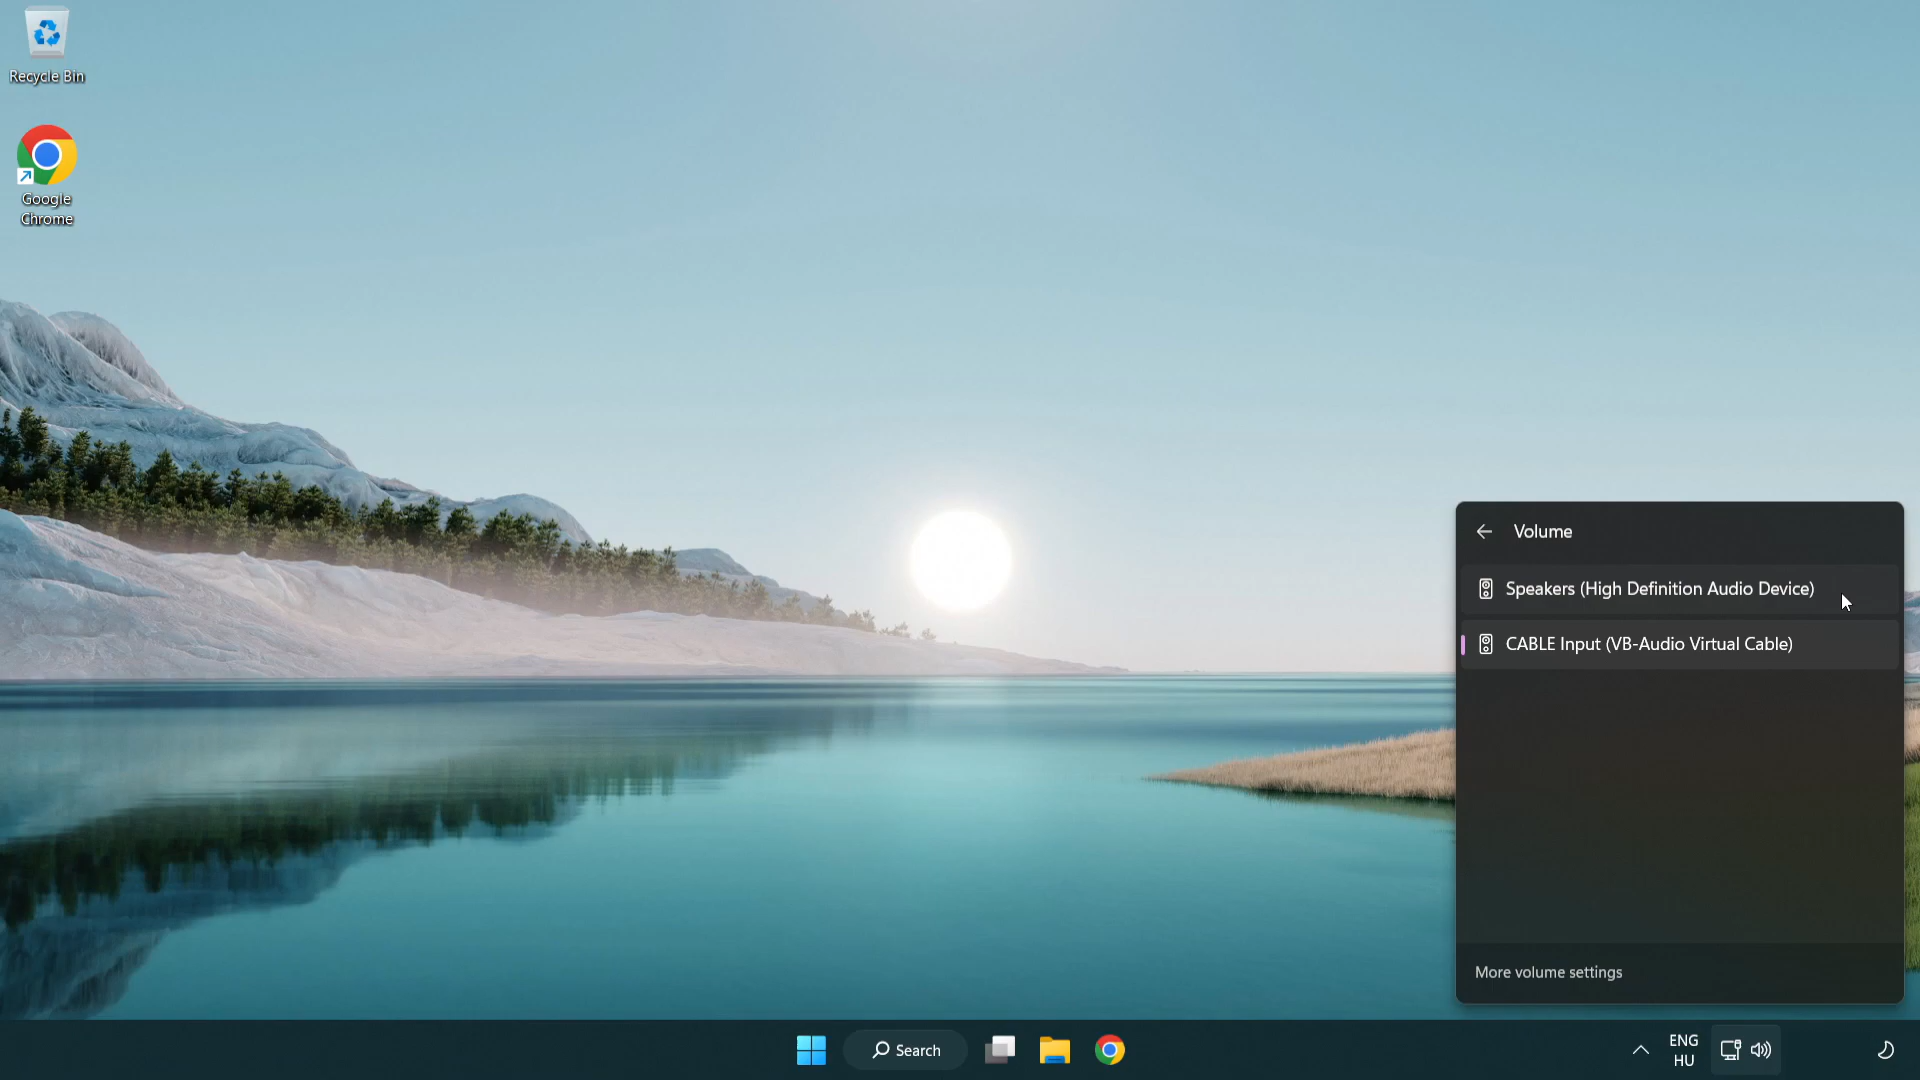 Recycle Bin
Google
Chrome
Volume
Speakers (High Definition Audio Device)
CABLE Input (VB-Audio Virtual Cable)
More volume settings
Search
ENG
HU